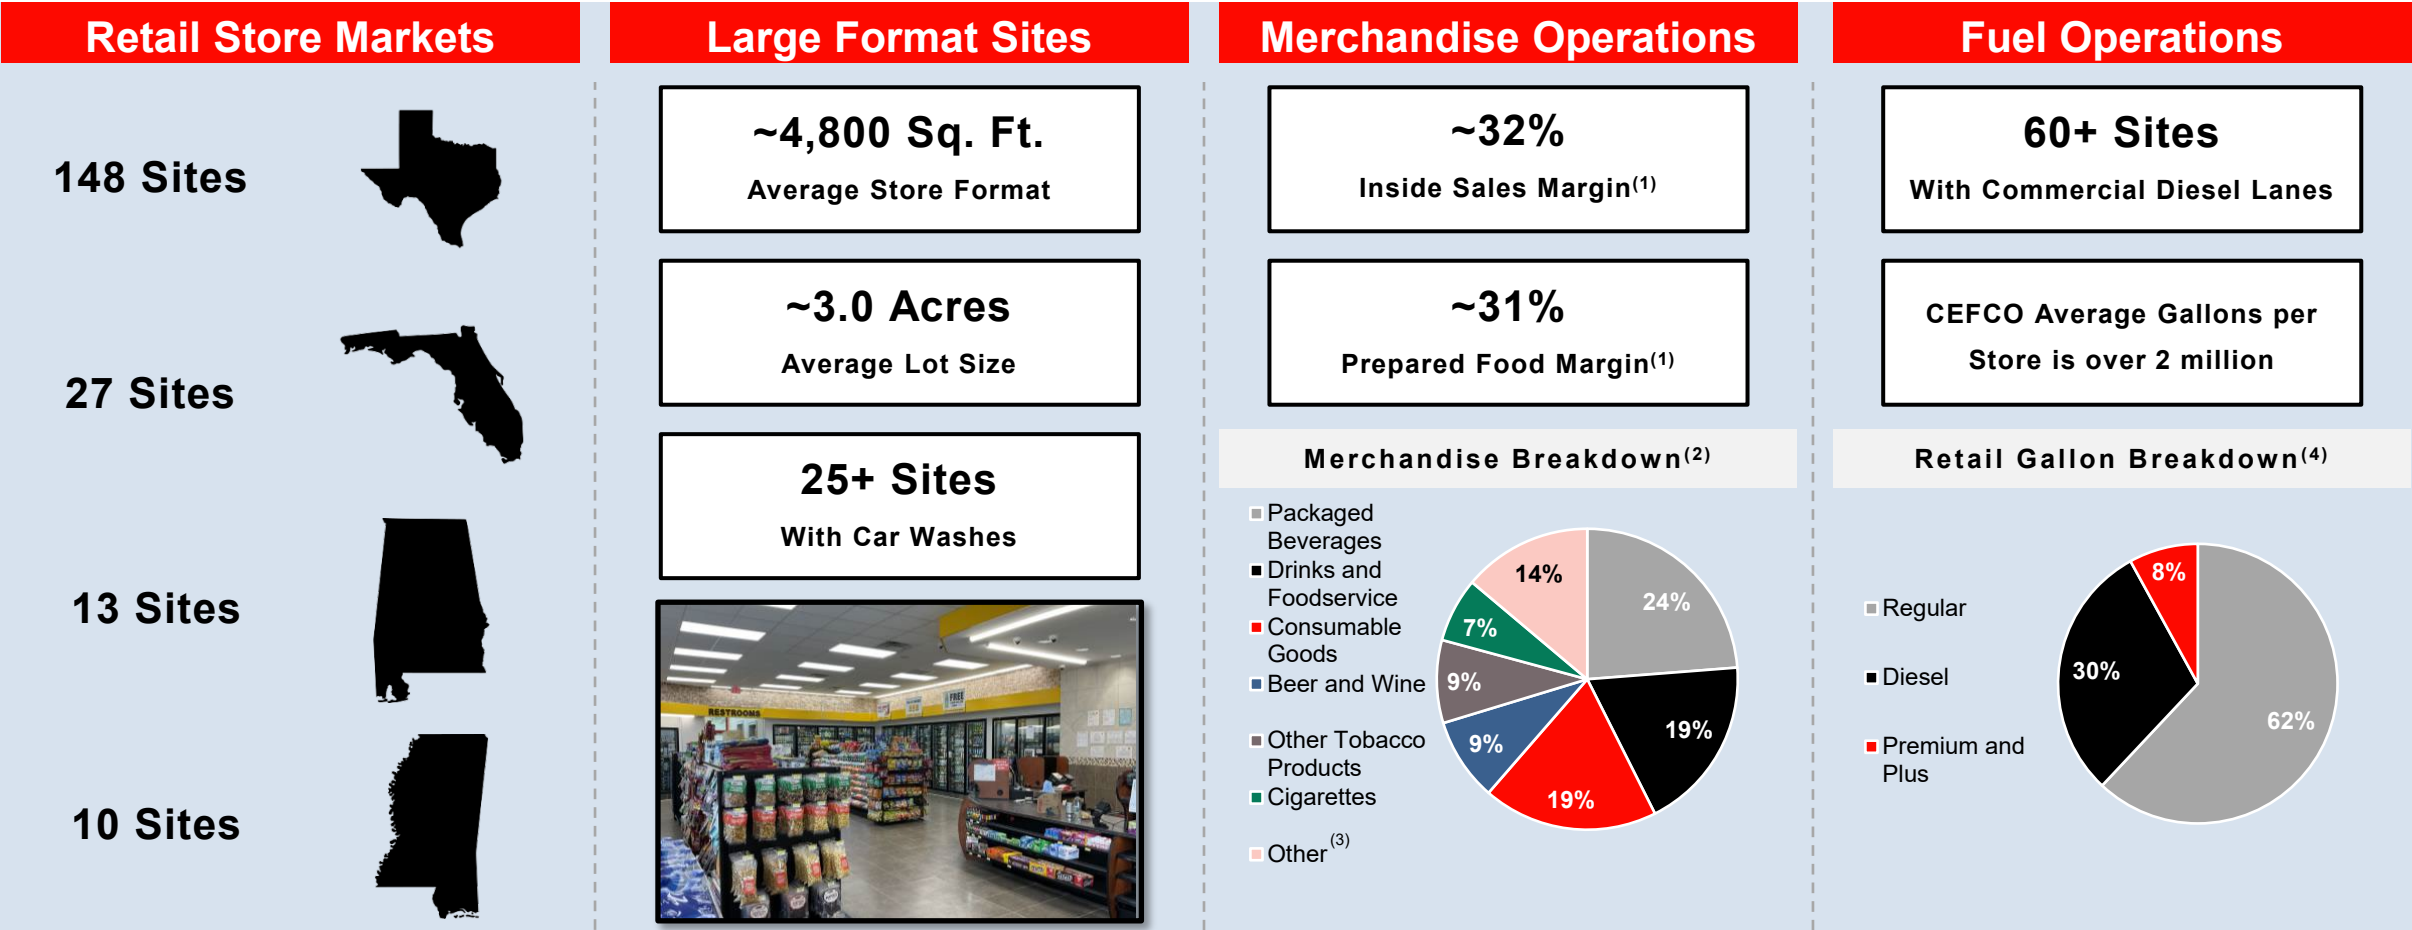 Retail Store Markets
148 Sites
27 Sites
13 Sites
10 Sites
Large Format Sites
~4,800 Sq. Ft.
Average Store Format
~3.0 Acres
Average Lot Size
25+ Sites
With Car Washes
RESTROOMS
FREE
Merchandise Operations
~32%
Inside Sales Margin(1)
~31%
Prepared Food Margin(1)
Merchandise Breakdown(2)
Packaged
Beverages
Drinks and
Foodservice
Consumable
Goods
Beer and Wine
Other Tobacco
Products
Cigarettes
Other(3)
24%
19%
19%
9%
9%
7%
14%
Fuel Operations
60+ Sites
With Commercial Diesel Lanes
CEFCO Average Gallons per
Store is over 2 million
Retail Gallon Breakdown(4)
Regular
Diesel
Premium and
Plus
62%
30%
8%